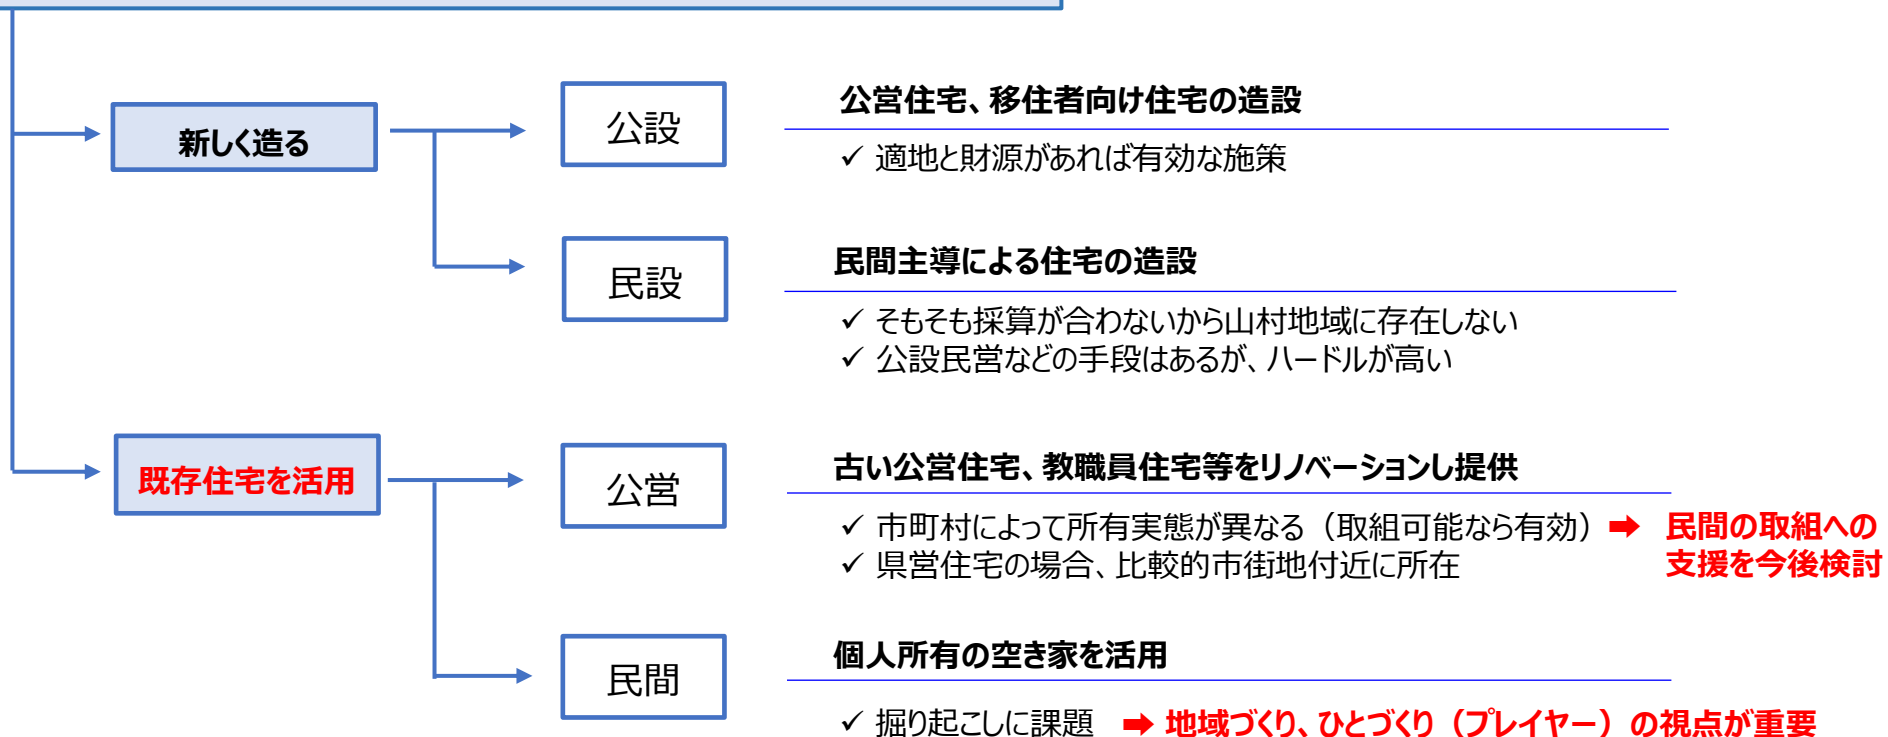 新しく造る
公設
公営住宅、移住者向け住宅の造設
✓ 適地と財源があれば有効な施策
民設
民間主導による住宅の造設
✓ そもそも採算が合わないから山村地域に存在しない
✓ 公設民営などの手段はあるが、ハードルが高い
既存住宅を活用
公営
古い公営住宅、教職員住宅等をリノベーションし提供
✓ 市町村によって所有実態が異なる（取組可能なら有効）➡ 民間の取組への
✓ 県営住宅の場合、比較的市街地付近に所在 支援を今後検討
民間
個人所有の空き家を活用
✓ 掘り起こしに課題 ➡ 地域づくり、ひとづくり（プレイヤー）の視点が重要